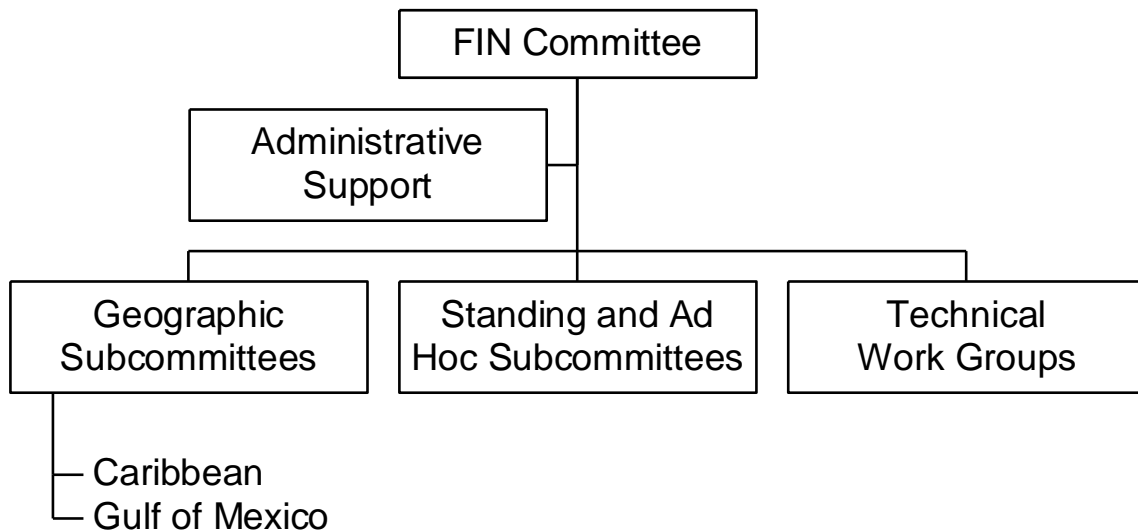 FIN Committee
Administrative
Support
Geographic
Subcommittees
Standing and Ad
Hoc Subcommittees
Technical
Work Groups
Caribbean
Gulf of Mexico